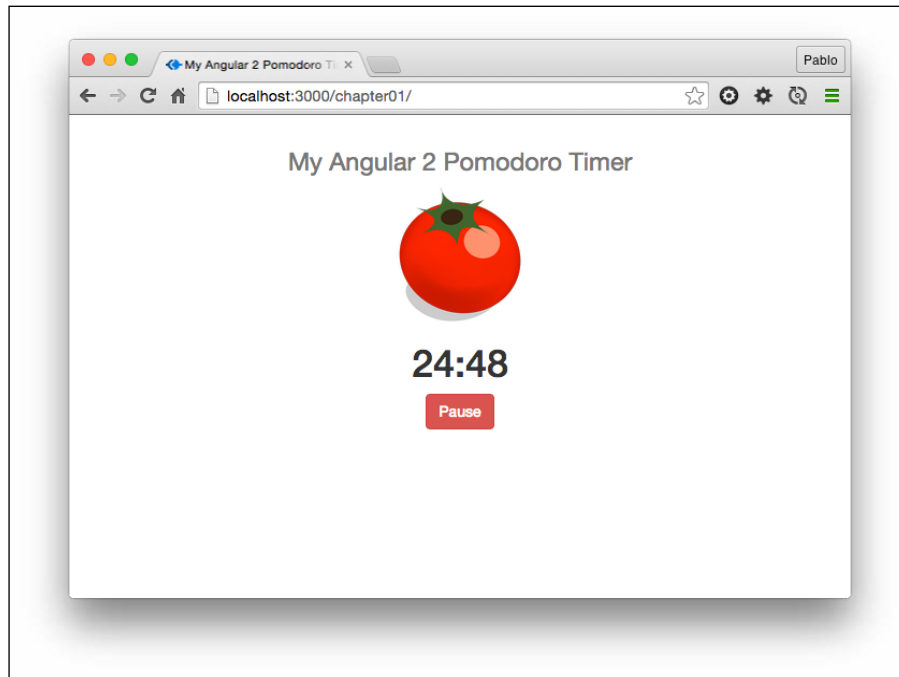 My Angular 2 Pomodoro Ti
Pablo
localhost:3000/chapter01/
My Angular 2 Pomodoro Timer
24:48
Pause